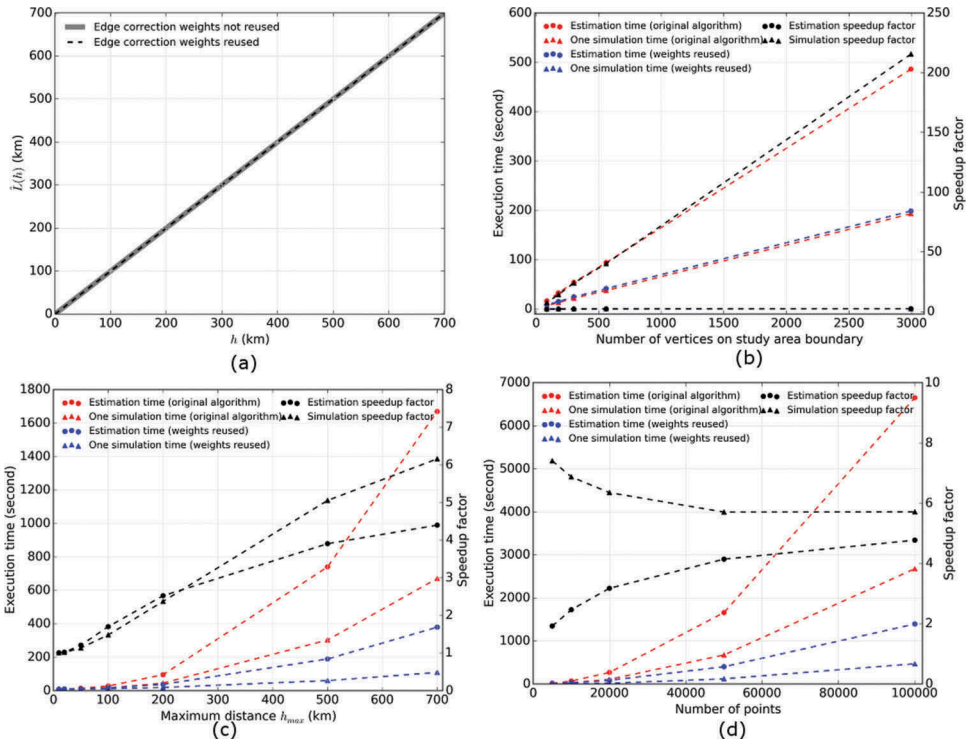 700
600
500
400
300
200
100
0
L̂(h) (km)
Edge correction weights not reused
Edge correction weights reused
0 100 200 300 400 500 600 700
h (km)
(a)
600
500
400
300
200
100
0
Execution time (second)
Estimation time (original algorithm)
One simulation time (original algorithm)
Estimation time (weights reused)
One simulation time (weights reused)
Estimation speedup factor
Simulation speedup factor
250
200
150
100
50
0
Speedup factor
0 500 1000 1500 2000 2500 3000
Number of vertices on study area boundary
(b)
1800
1600
1400
1200
1000
800
600
400
200
0
Execution time (second)
Estimation time (original algorithm)
One simulation time (original algorithm)
Estimation time (weights reused)
One simulation time (weights reused)
Estimation speedup factor
Simulation speedup factor
8
7
6
5
4
3
2
1
0
Speedup factor
0 100 200 300 400 500 600 700
Maximum distance hmax (km)
(c)
7000
6000
5000
4000
3000
2000
1000
0
Execution time (second)
Estimation time (original algorithm)
One simulation time (original algorithm)
Estimation time (weights reused)
One simulation time (weights reused)
Estimation speedup factor
Simulation speedup factor
10
8
6
4
2
0
Speedup factor
0 20000 40000 60000 80000 100000
Number of points
(d)